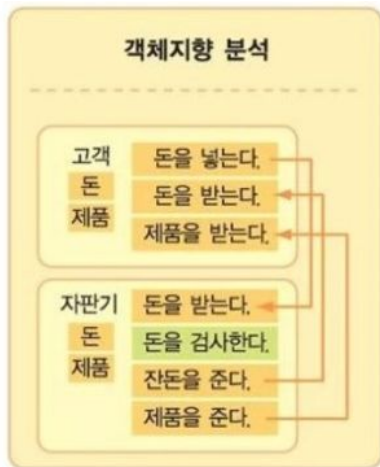 객체지향 분석
고객
돈
제품
돈을 넣는다.
돈을 받는다.
제품을 받는다.
자판기
돈
제품
돈을 받는다.
돈을 검사한다.
잔돈을 준다.
제품을 준다.